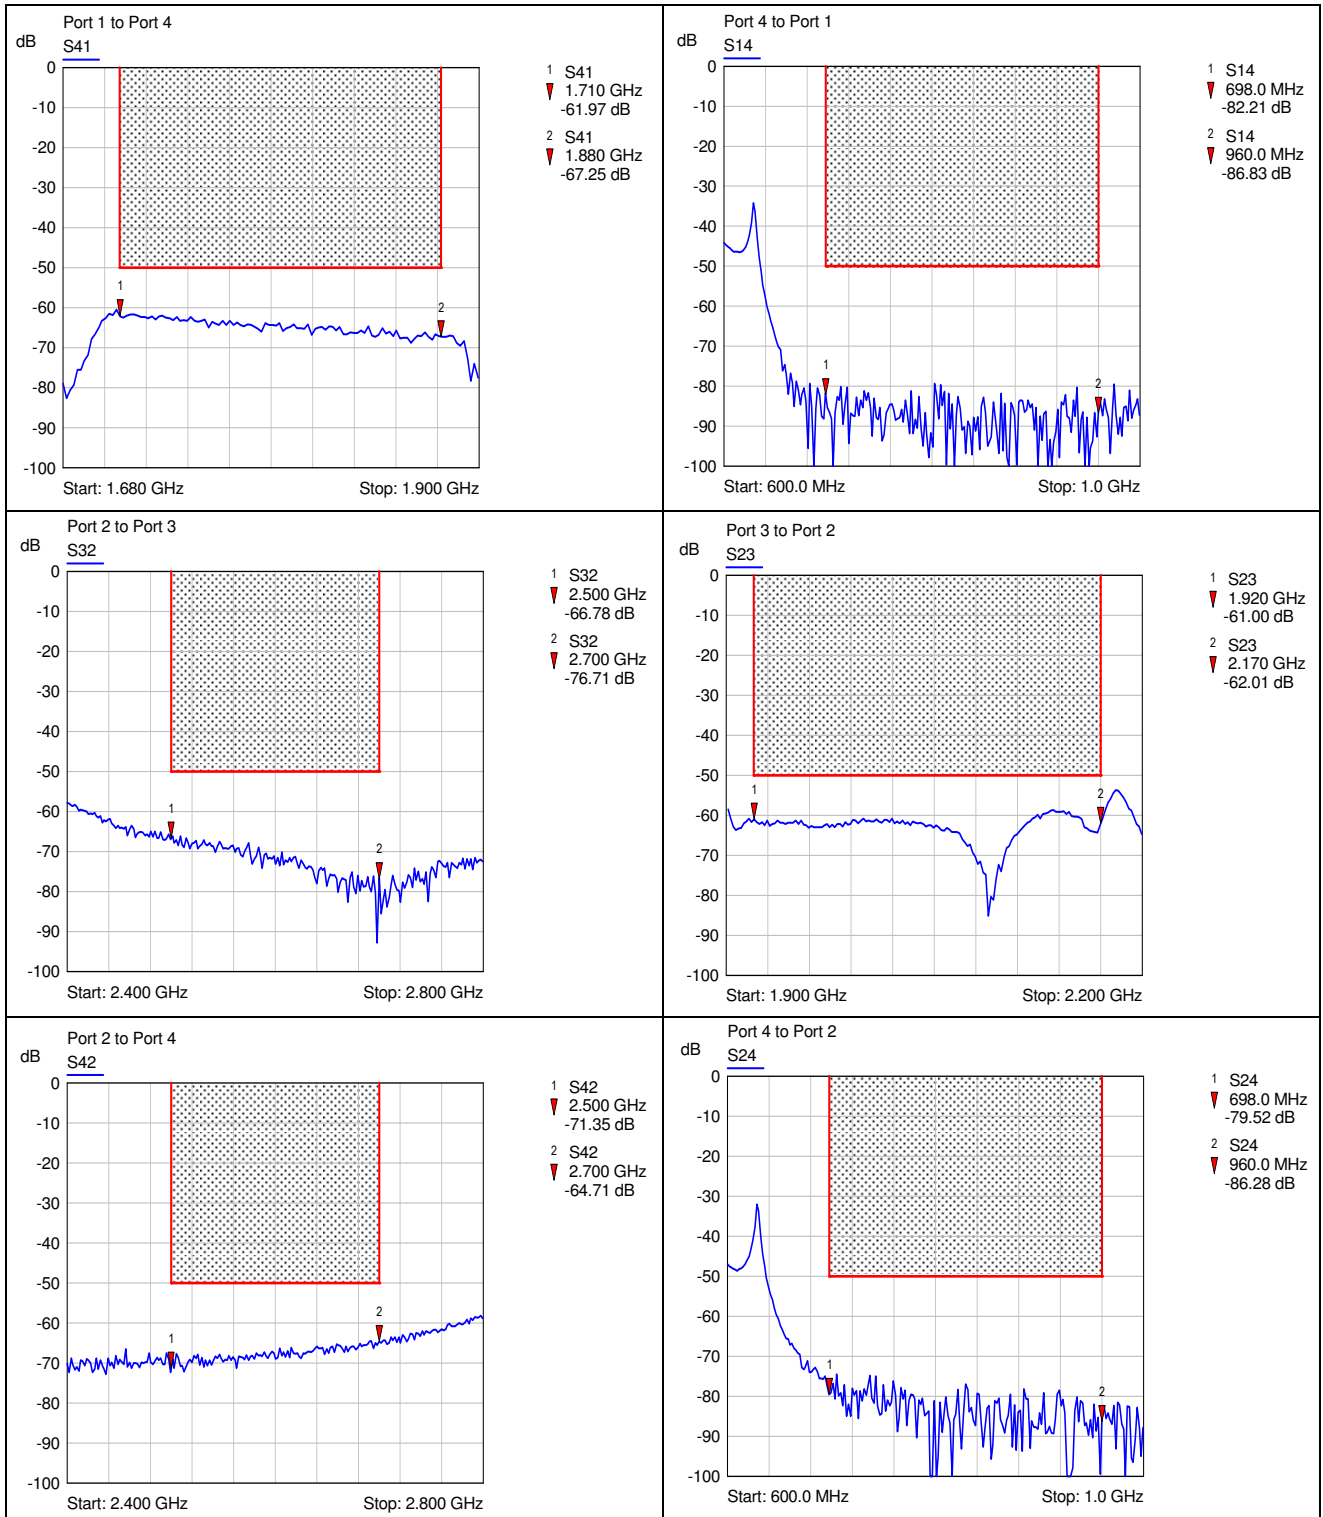 Port 1 to Port 4
dB
S41
0
-10
-20
-30
-40
-50
-60
-70
-80
-90
-100
1
2
Start: 1.680 GHz Stop: 1.900 GHz
1 S41
1.710 GHz
-61.97 dB
2 S41
1.880 GHz
-67.25 dB
Port 4 to Port 1
dB
S14
0
-10
-20
-30
-40
-50
-60
-70
-80
-90
-100
1
2
Start: 600.0 MHz Stop: 1.0 GHz
1 S14
698.0 MHz
-82.21 dB
2 S14
960.0 MHz
-86.83 dB
Port 2 to Port 3
dB
S32
0
-10
-20
-30
-40
-50
-60
-70
-80
-90
-100
1
2
Start: 2.400 GHz Stop: 2.800 GHz
1 S32
2.500 GHz
-66.78 dB
2 S32
2.700 GHz
-76.71 dB
Port 3 to Port 2
dB
S23
0
-10
-20
-30
-40
-50
-60
-70
-80
-90
-100
1
2
Start: 1.900 GHz Stop: 2.200 GHz
1 S23
1.920 GHz
-61.00 dB
2 S23
2.170 GHz
-62.01 dB
Port 2 to Port 4
dB
S42
0
-10
-20
-30
-40
-50
-60
-70
-80
-90
-100
1
2
Start: 2.400 GHz Stop: 2.800 GHz
1 S42
2.500 GHz
-71.35 dB
2 S42
2.700 GHz
-64.71 dB
Port 4 to Port 2
dB
S24
0
-10
-20
-30
-40
-50
-60
-70
-80
-90
-100
1
2
Start: 600.0 MHz Stop: 1.0 GHz
1 S24
698.0 MHz
-79.52 dB
2 S24
960.0 MHz
-86.28 dB